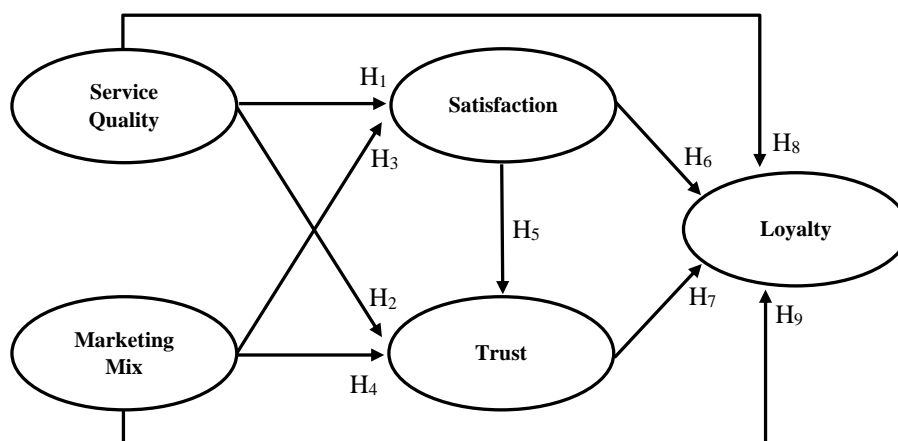 H₁
H₈
Service
Quality
Satisfaction
H₃
H₆
H₅
Loyalty
H₂
H₇
H₉
Marketing
Mix
Trust
H₄